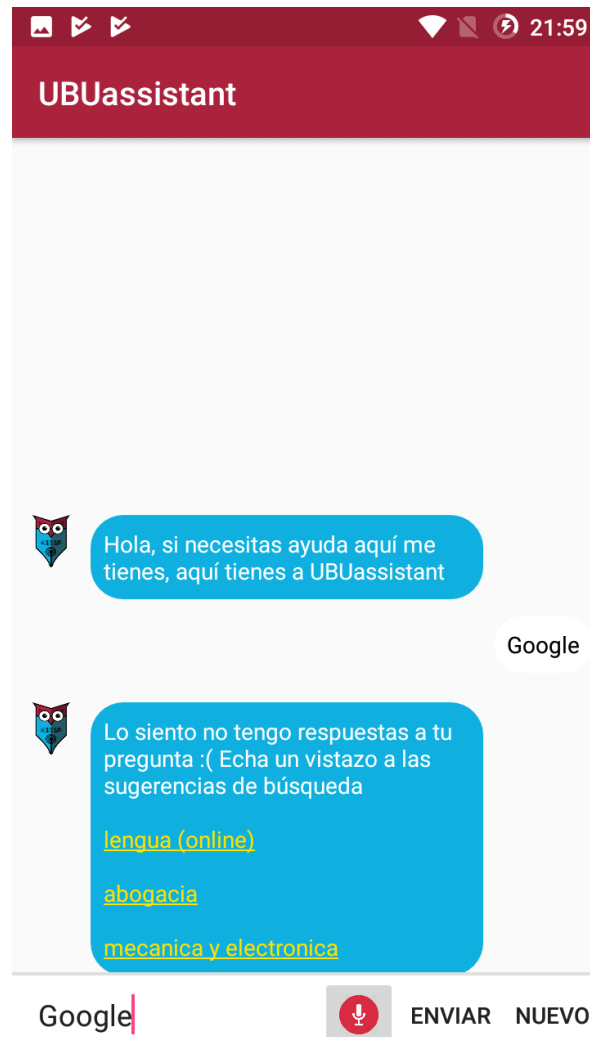 21:59
UBUassistant
Hola, si necesitas ayuda aquí me
tienes, aquí tienes a UBUassistant
Google
Lo siento no tengo respuestas a tu
pregunta :( Echa un vistazo a las
sugerencias de búsqueda
lengua (online)
abogacia
mecanica y electronica
Google ENVIAR NUEVO